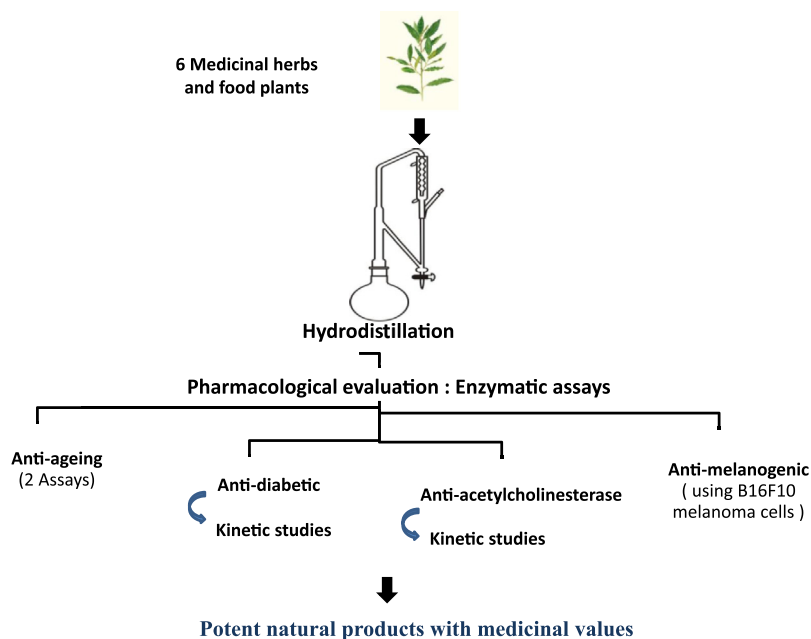 6 Medicinal herbs
and food plants
Hydrodistillation
Pharmacological evaluation : Enzymatic assays
Anti-ageing
(2 Assays)
Anti-diabetic
Kinetic studies
Anti-acetylcholinesterase
Kinetic studies
Anti-melanogenic
( using B16F10
melanoma cells )
Potent natural products with medicinal values